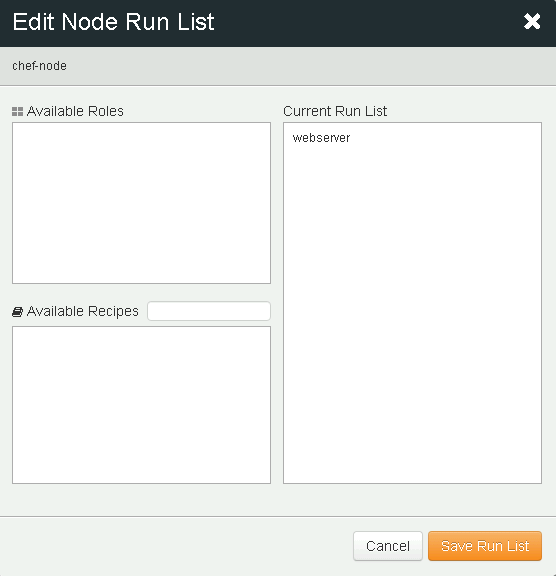 Edit Node Run List
chef-node
Available Roles
Current Run List
webserver
Available Recipes
Cancel
Save Run List